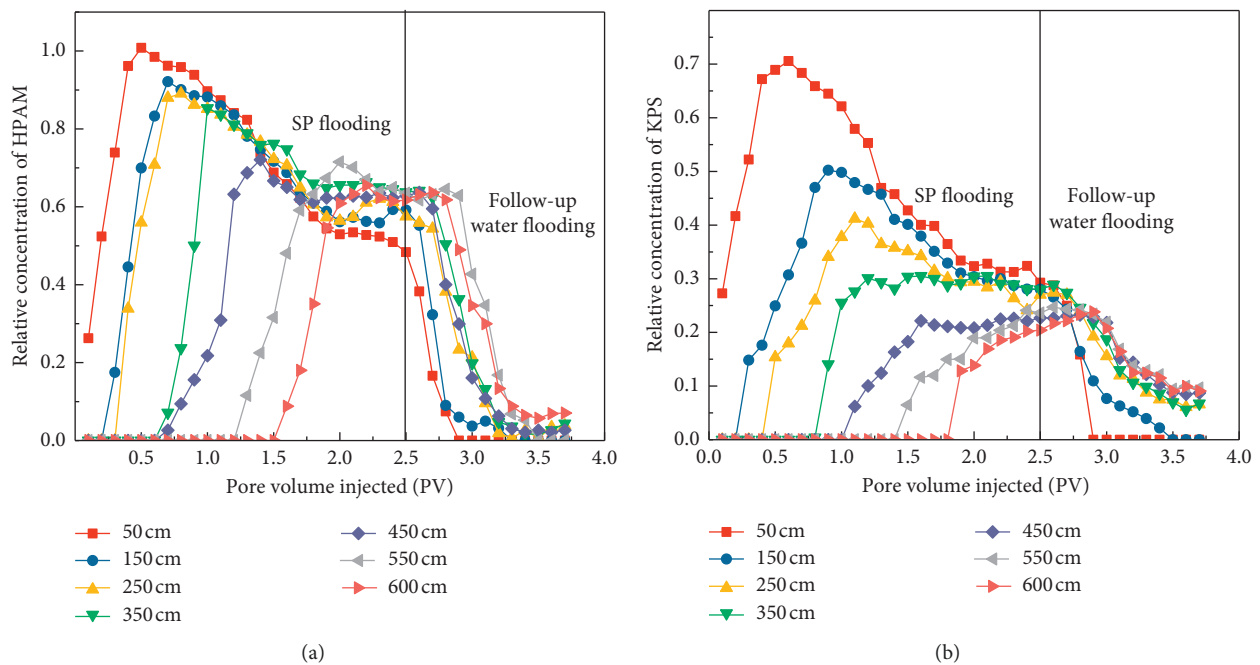 1.0
0.8
0.6
0.4
0.2
0.0
Relative concentration of HPAM
SP flooding
Follow-up
water flooding
0.5 1.0 1.5 2.0 2.5 3.0 3.5 4.0
Pore volume injected (PV)
50 cm
150 cm
250 cm
350 cm
450 cm
550 cm
600 cm
(a)
0.7
0.6
0.5
0.4
0.3
0.2
0.1
0.0
Relative concentration of KPS
SP flooding
Follow-up
water flooding
0.0 0.1 0.5 1.5 2.0 2.5 3.0 3.5 4.0
Pore volume injected (PV)
50 cm
150 cm
250 cm
350 cm
450 cm
550 cm
600 cm
(b)